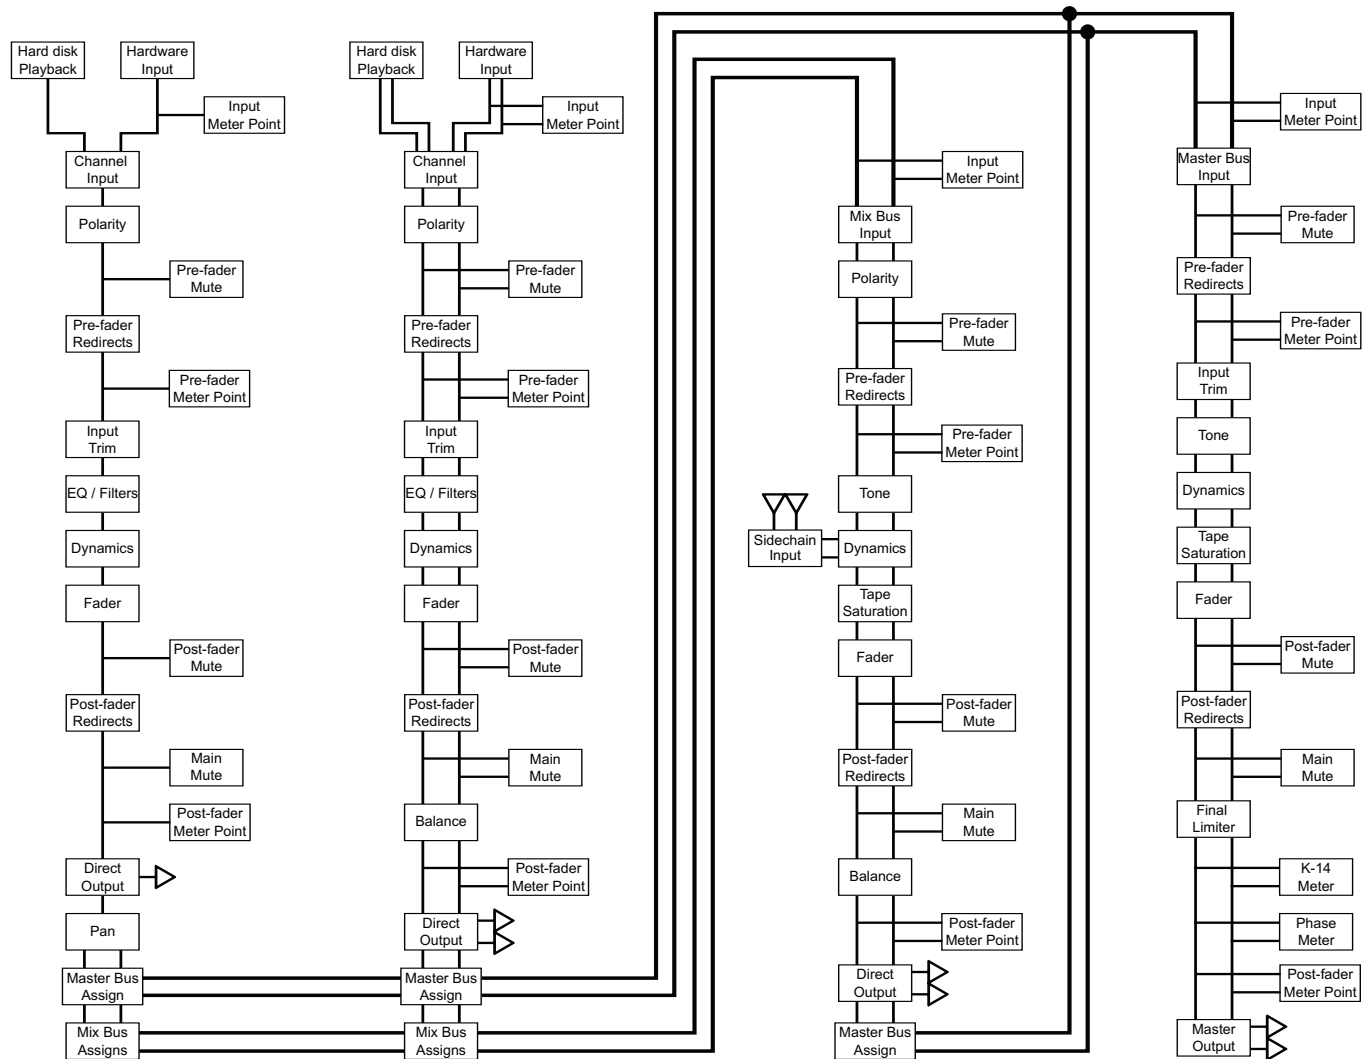 Hard disk
Playback
Hardware
Input
Input
Meter Point
Channel
Input
Polarity
Pre-fader
Mute
Pre-fader
Redirects
Pre-fader
Meter Point
Input
Trim
EQ / Filters
Dynamics
Fader
Post-fader
Mute
Post-fader
Redirects
Main
Mute
Post-fader
Meter Point
Direct
Output
Pan
Master Bus
Assign
Mix Bus
Assigns
Hard disk
Playback
Hardware
Input
Input
Meter Point
Channel
Input
Polarity
Pre-fader
Mute
Pre-fader
Redirects
Pre-fader
Meter Point
Input
Trim
EQ / Filters
Dynamics
Fader
Post-fader
Mute
Post-fader
Redirects
Main
Mute
Balance
Post-fader
Meter Point
Direct
Output
Master Bus
Assign
Mix Bus
Assigns
Input
Meter Point
Mix Bus
Input
Polarity
Pre-fader
Mute
Pre-fader
Redirects
Pre-fader
Meter Point
Tone
Sidechain
Input
Dynamics
Tape
Saturation
Fader
Post-fader
Mute
Post-fader
Redirects
Main
Mute
Balance
Post-fader
Meter Point
Direct
Output
Master Bus
Assign
Input
Meter Point
Master Bus
Input
Pre-fader
Mute
Pre-fader
Redirects
Pre-fader
Meter Point
Input
Trim
Tone
Dynamics
Tape
Saturation
Fader
Post-fader
Mute
Post-fader
Redirects
Main
Mute
Final
Limiter
K-14
Meter
Phase
Meter
Post-fader
Meter Point
Master
Output